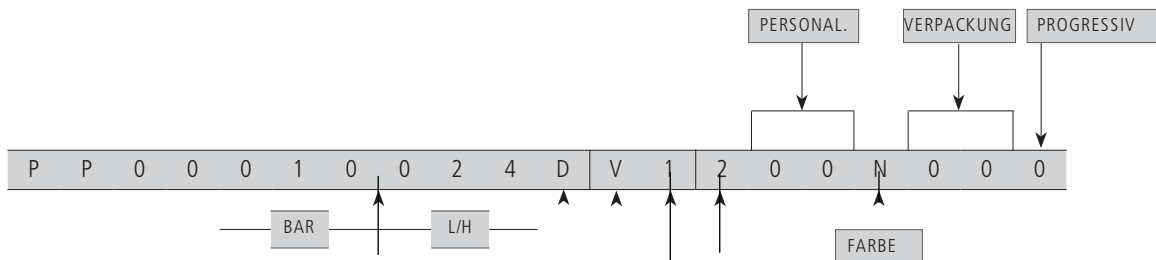 PERSONAL. VERPACKUNG PROGRESSIV
P P 0 0 0 1 0 0 2 4 D V 1 2 0 0 N 0 0 0
BAR L/H
FARBE